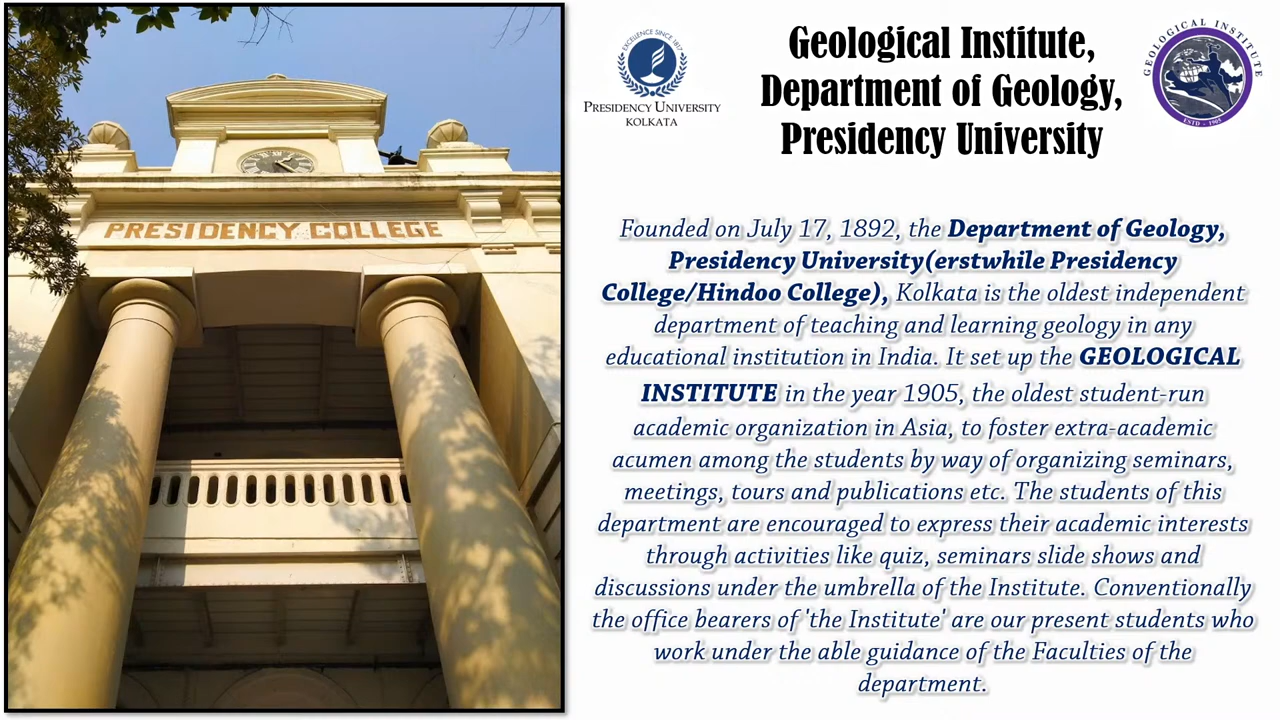 PRESIDENCY COLLEGE
EXCELLENCE SINCE 1817
PRESIDENCY UNIVERSITY
KOLKATA
Geological Institute,
Department of Geology,
Presidency University
GEOLOGICAL INSTITUTE
ESTD - 1905
Founded on July 17, 1892, the Department of Geology,
Presidency University(erstwhile Presidency
College/Hindoo College), Kolkata is the oldest independent
department of teaching and learning geology in any
educational institution in India. It set up the GEOLOGICAL
INSTITUTE in the year 1905, the oldest student-run
academic organization in Asia, to foster extra-academic
acumen among the students by way of organizing seminars,
meetings, tours and publications etc. The students of this
department are encouraged to express their academic interests
through activities like quiz, seminars slide shows and
discussions under the umbrella of the Institute. Conventionally
the office bearers of 'the Institute' are our present students who
work under the able guidance of the Faculties of the
department.